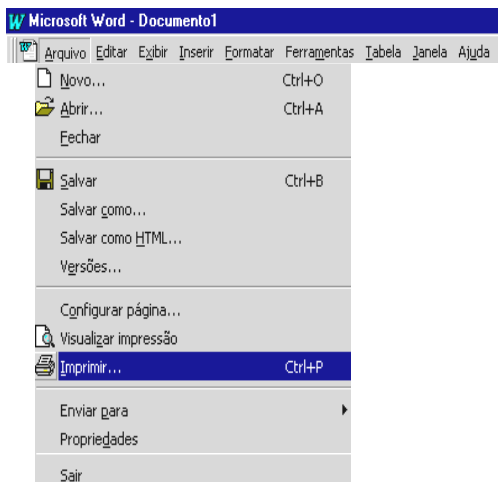 Microsoft Word - Documento1
Arquivo Editar Exibir Inserir Formatar Ferramentas Tabela Janela Ajuda
Novo... Ctrl+O
Abrir... Ctrl+A
Fechar
Salvar Ctrl+B
Salvar como...
Salvar como HTML...
Versões...
Configurar página...
Visualizar impressão
Imprimir... Ctrl+P
Enviar para
Propriedades
Sair